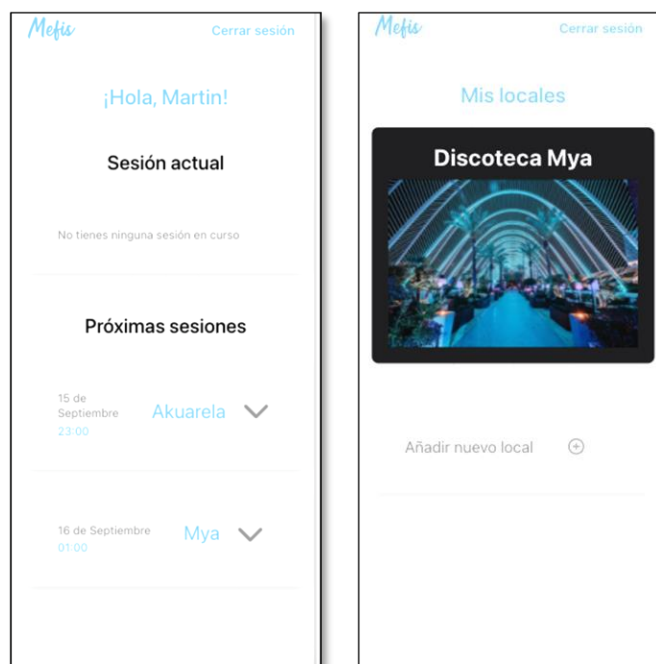 Mefis
Cerrar sesión
¡Hola, Martin!
Sesión actual
No tienes ninguna sesión en curso
Próximas sesiones
15 de
Septiembre
23:00
Akuarela
16 de Septiembre
01:00
Mya
Mefis
Cerrar sesión
Mis locales
Discoteca Mya
Añadir nuevo local